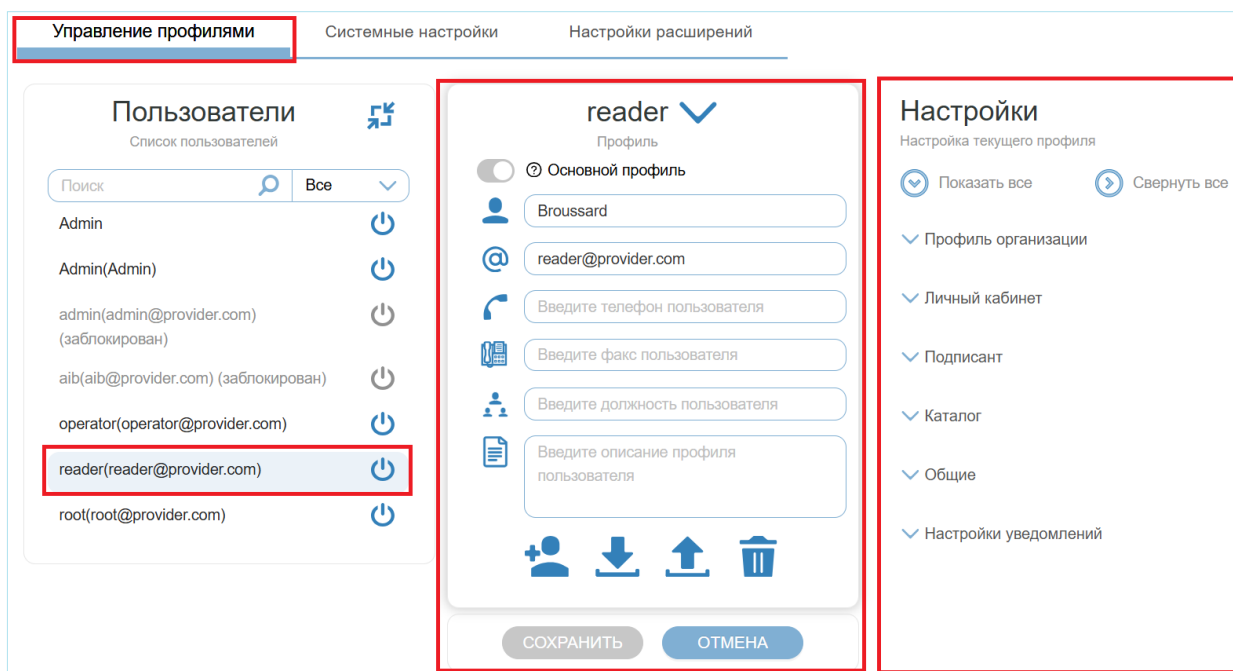 Управление профилями
Системные настройки
Настройки расширений
Пользователи
Список пользователей
Поиск
Все
Admin
Admin(Admin)
admin(admin@provider.com)
(заблокирован)
aib(aib@provider.com) (заблокирован)
operator(operator@provider.com)
reader(reader@provider.com)
root(root@provider.com)
reader
Профиль
? Основной профиль
Broussard
@
reader@provider.com
Введите телефон пользователя
Введите факс пользователя
Введите должность пользователя
Введите описание профиля
пользователя
СОХРАНИТЬ
ОТМЕНА
Настройки
Настройка текущего профиля
Показать все
Свернуть все
Профиль организации
Личный кабинет
Подписант
Каталог
Общие
Настройки уведомлений